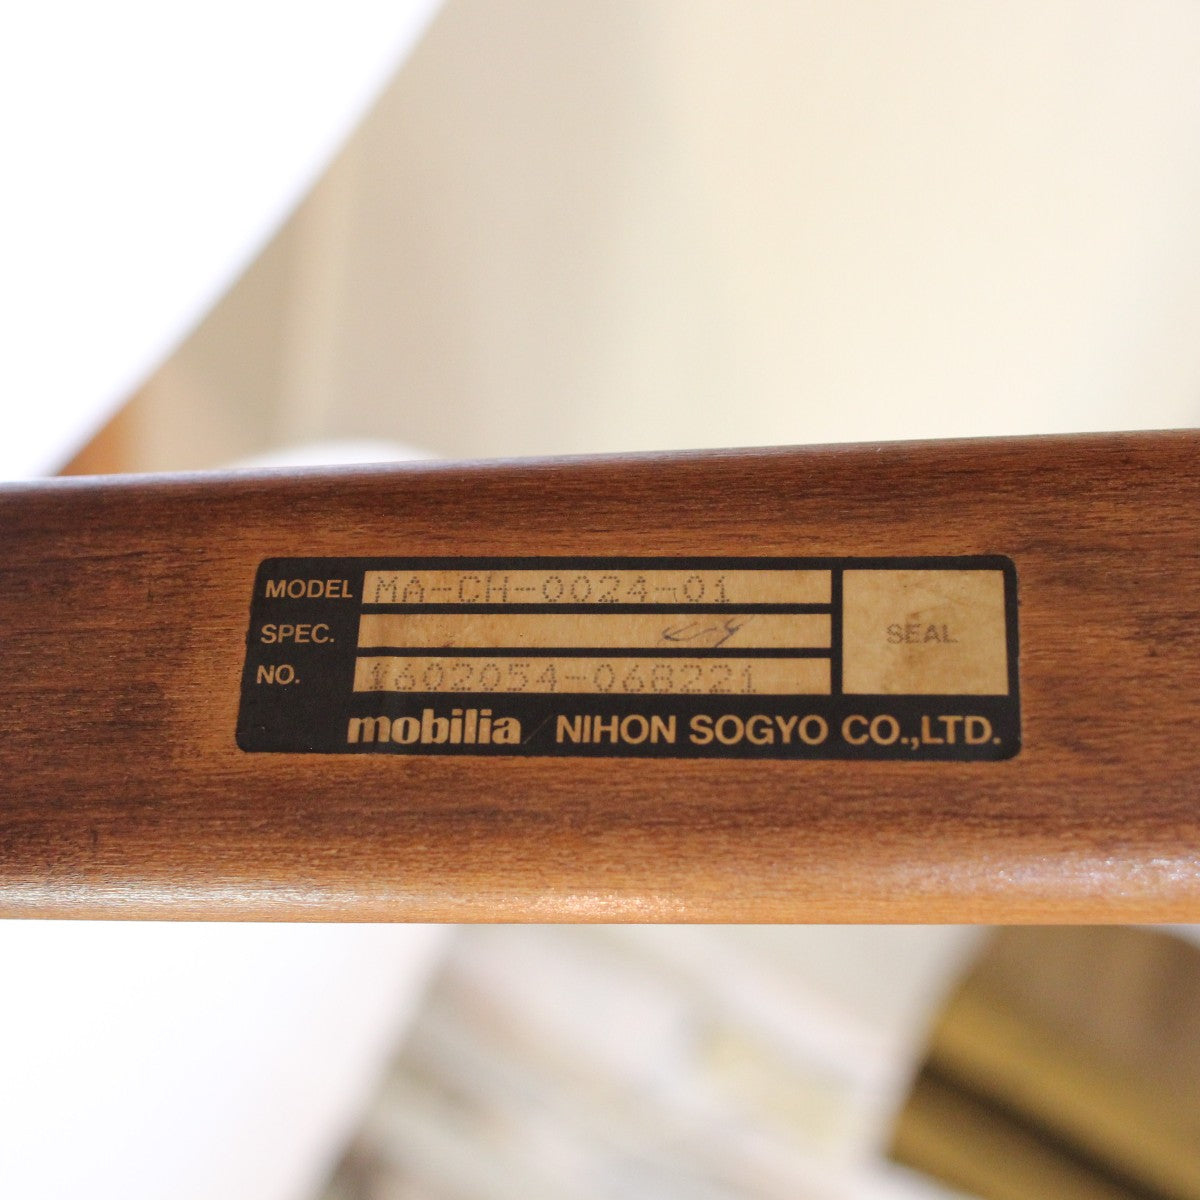 MODEL MA-CH-0024-01
SPEC.
SEAL
NO. 1602054-068221
mobilia NIHON SOGYO CO.,LTD.